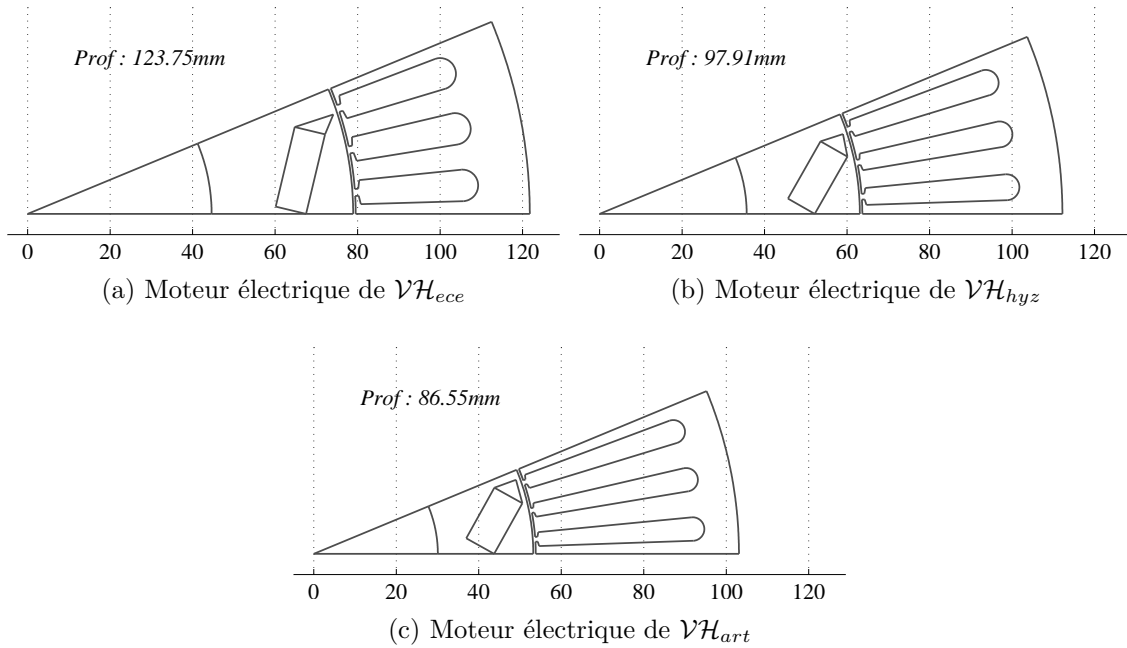 Prof : 123.75mm
0 20 40 60 80 100 120
(a) Moteur électrique de 𝒱ℋ_ece
Prof : 97.91mm
0 20 40 60 80 100 120
(b) Moteur électrique de 𝒱ℋ_hyz
Prof : 86.55mm
0 20 40 60 80 100 120
(c) Moteur électrique de 𝒱ℋ_art